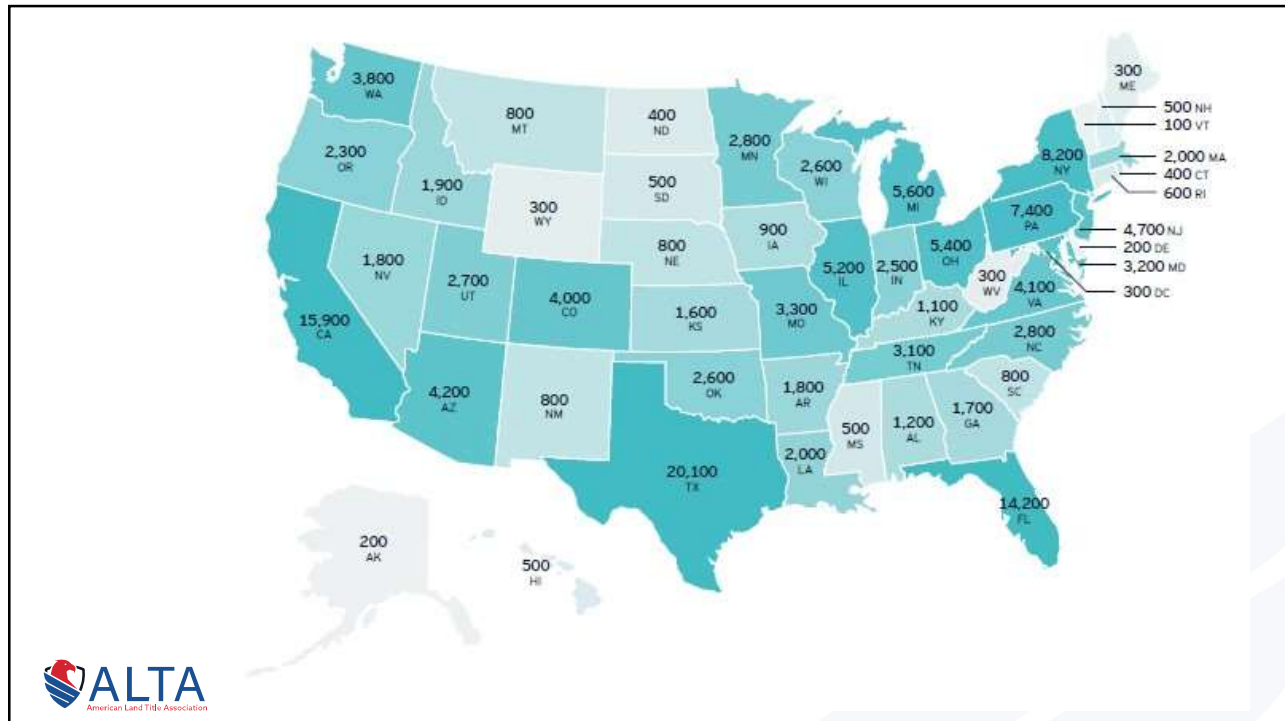 3,800
WA
2,300
OR
1,900
ID
800
MT
300
WY
400
ND
500
SD
800
NE
2,800
MN
2,600
WI
900
IA
5,600
MI
300
ME
500 NH
100 VT
8,200
NY
2,000 MA
400 CT
600 RI
7,400
PA
4,700 NJ
200 DE
3,200 MD
300 DC
15,900
CA
1,800
NV
2,700
UT
4,000
CO
1,600
KS
3,300
MO
5,200
IL
2,500
IN
5,400
OH
300
WV
4,100
VA
1,100
KY
2,800
NC
3,100
TN
800
SC
4,200
AZ
800
NM
2,600
OK
1,800
AR
500
MS
1,200
AL
1,700
GA
2,000
LA
20,100
TX
14,200
FL
200
AK
500
HI
ALTA
American Land Title Association